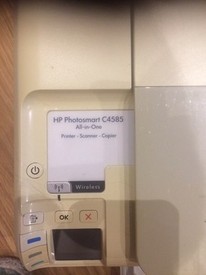 HP Photosmart C4585
All-in-One
Printer - Scanner - Copier
Wireless
OK